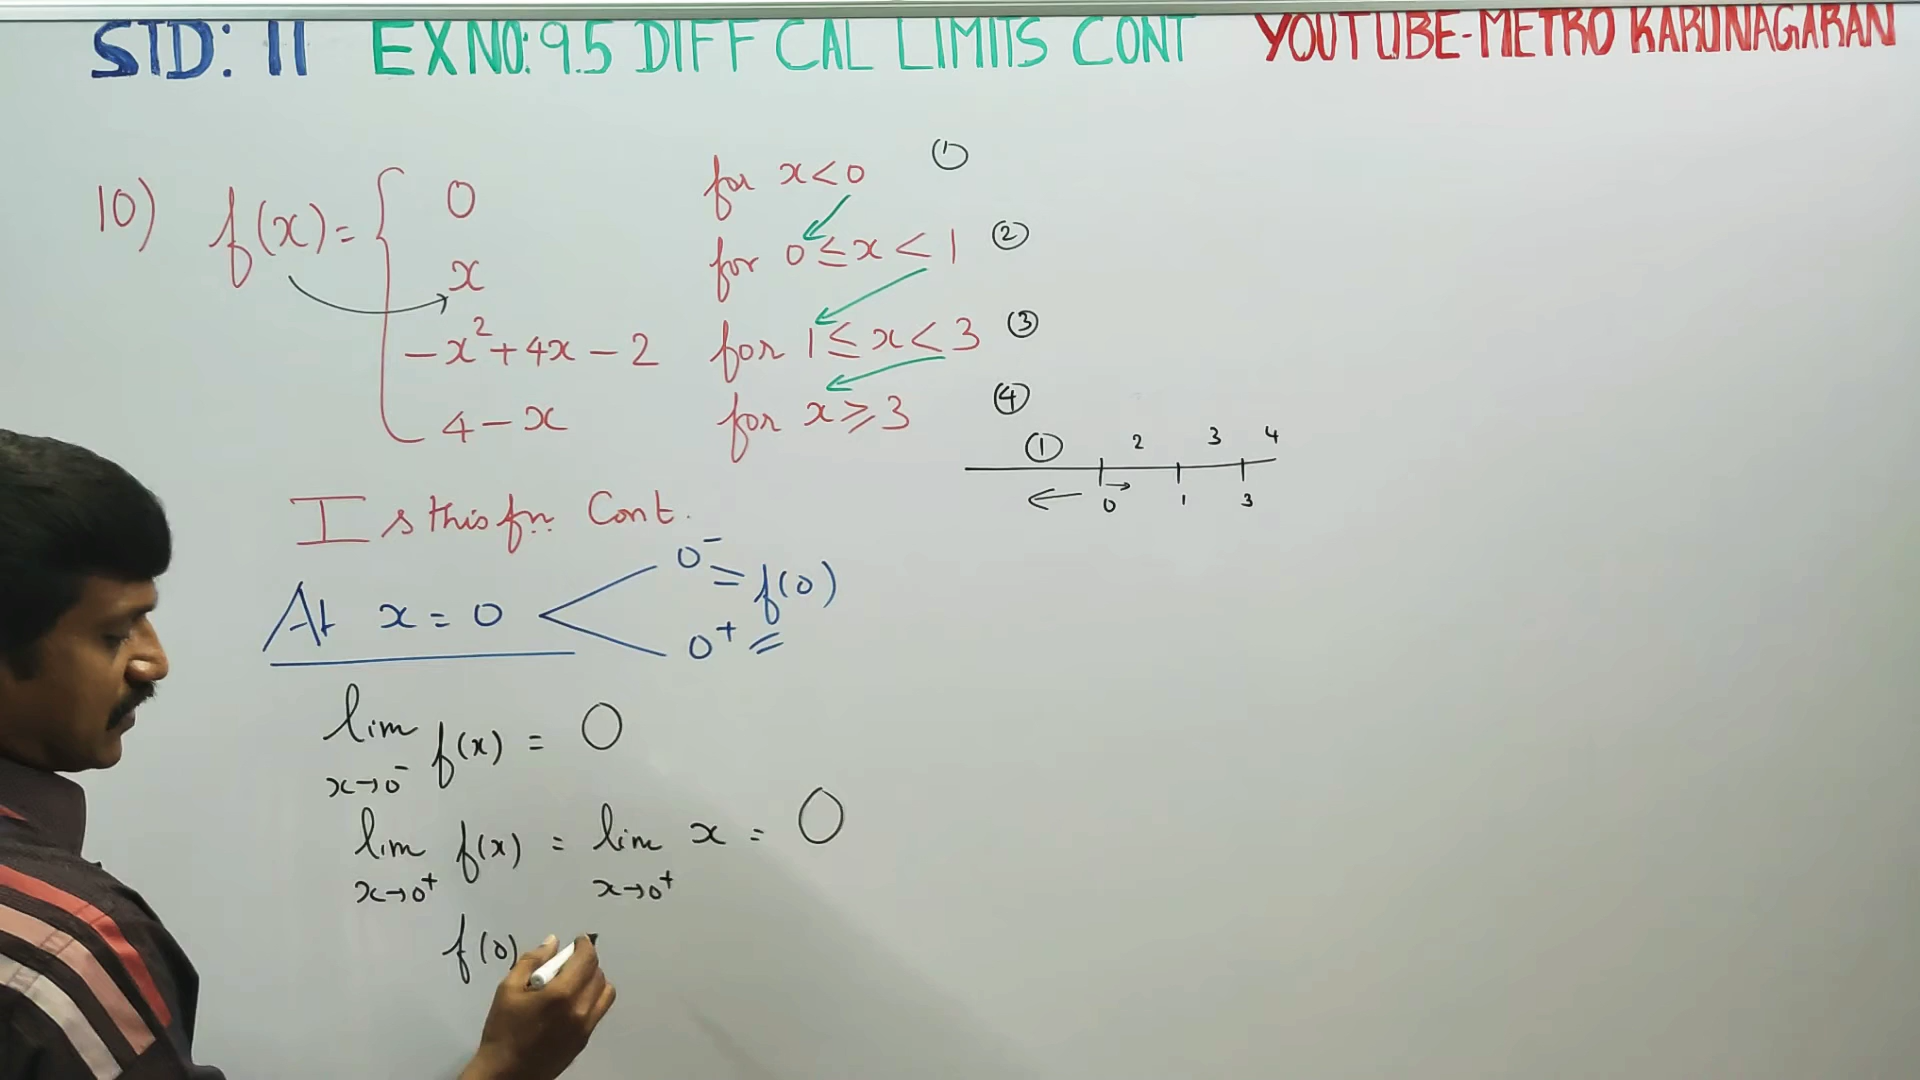 STD: 11 EX NO: 9.5 DIFF CAL LIMITS CONT YOUTUBE-METRO KARUNAGARAN
10) f(x) = { 0 for x<0 ①
x for 0≤x<1 ②
-x²+4x-2 for 1≤x<3 ③
4-x for x≥3 ④
① 2 3 4
0 1 3
Is this fn. Cont.
At x=0 0⁻ = f(0)
0⁺ =
lim f(x) = 0
x→0⁻
lim f(x) = lim x = 0
x→0⁺ x→0⁺
f(0)